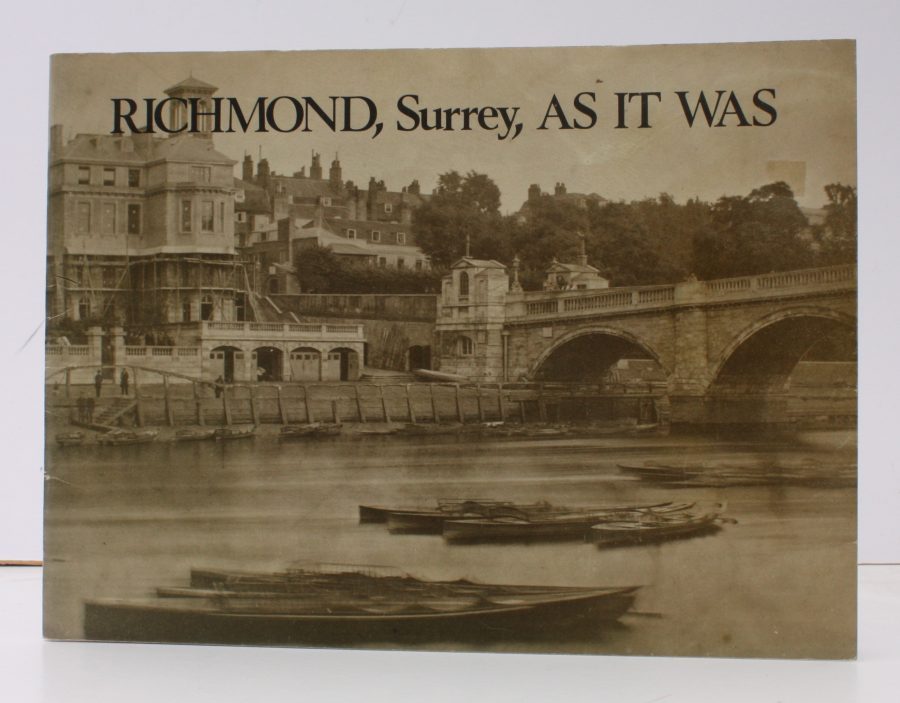 RICHMOND, Surrey, AS IT WAS